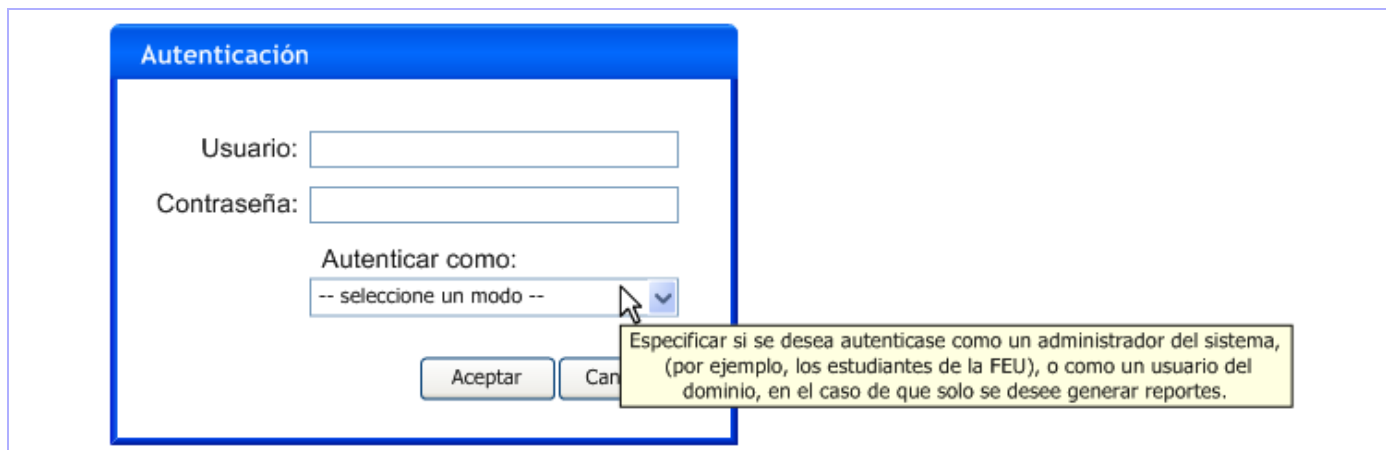 Autenticación
Usuario:
Contraseña:
Autenticar como:
-- seleccione un modo --
Especificar si se desea autenticase como un administrador del sistema,
(por ejemplo, los estudiantes de la FEU), o como un usuario del
dominio, en el caso de que solo se desee generar reportes.
Aceptar